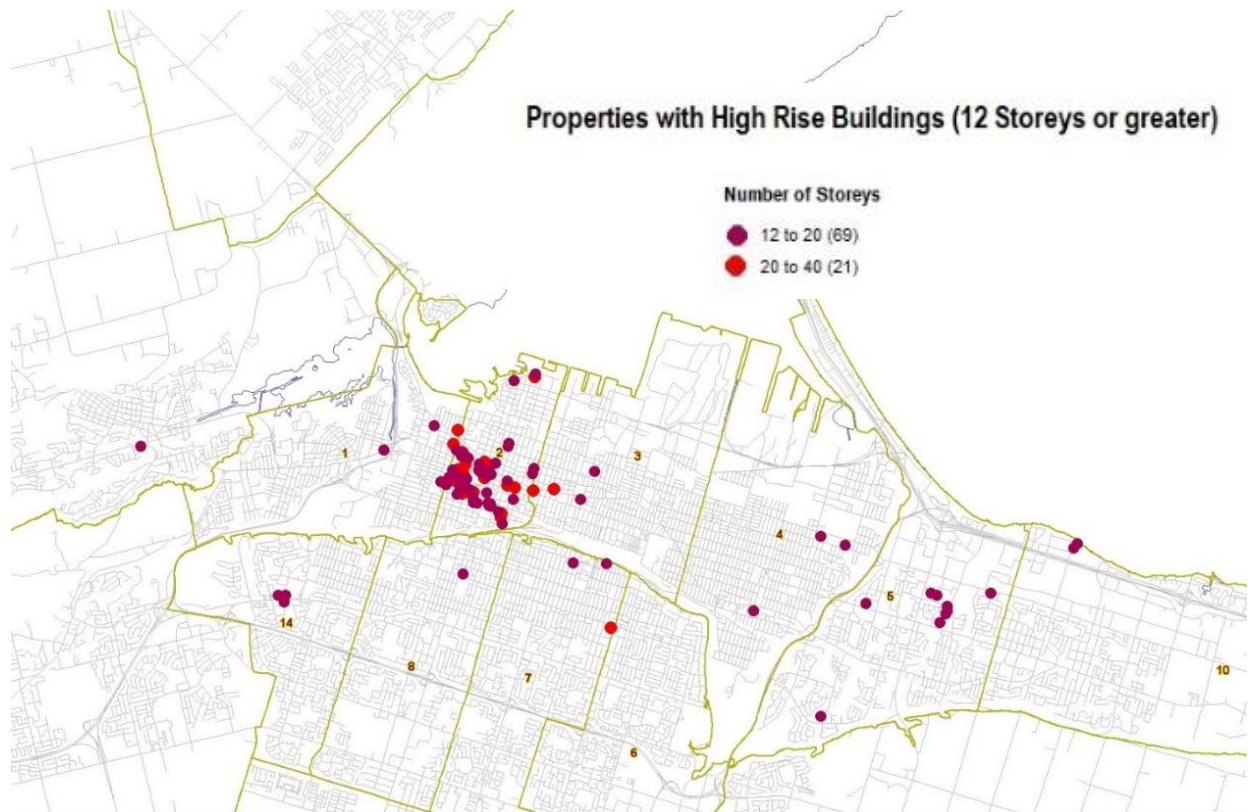 Properties with High Rise Buildings (12 Storeys or greater)
Number of Storeys
12 to 20 (69)
20 to 40 (21)
1
2
3
4
5
14
8
7
10
6